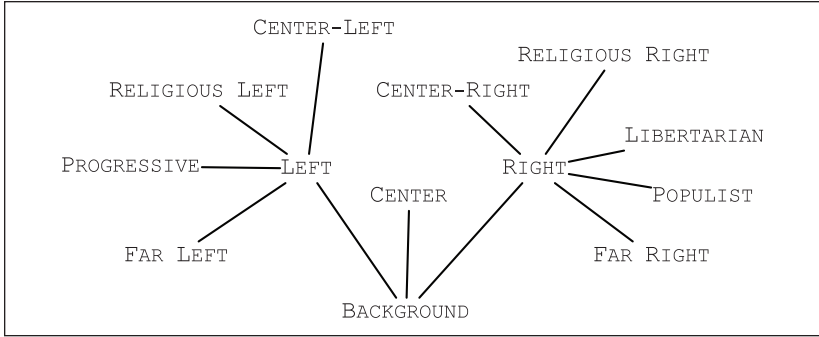 CENTER-LEFT
RELIGIOUS RIGHT
RELIGIOUS LEFT
CENTER-RIGHT
LIBERTARIAN
PROGRESSIVE
LEFT
RIGHT
CENTER
POPULIST
FAR LEFT
FAR RIGHT
BACKGROUND